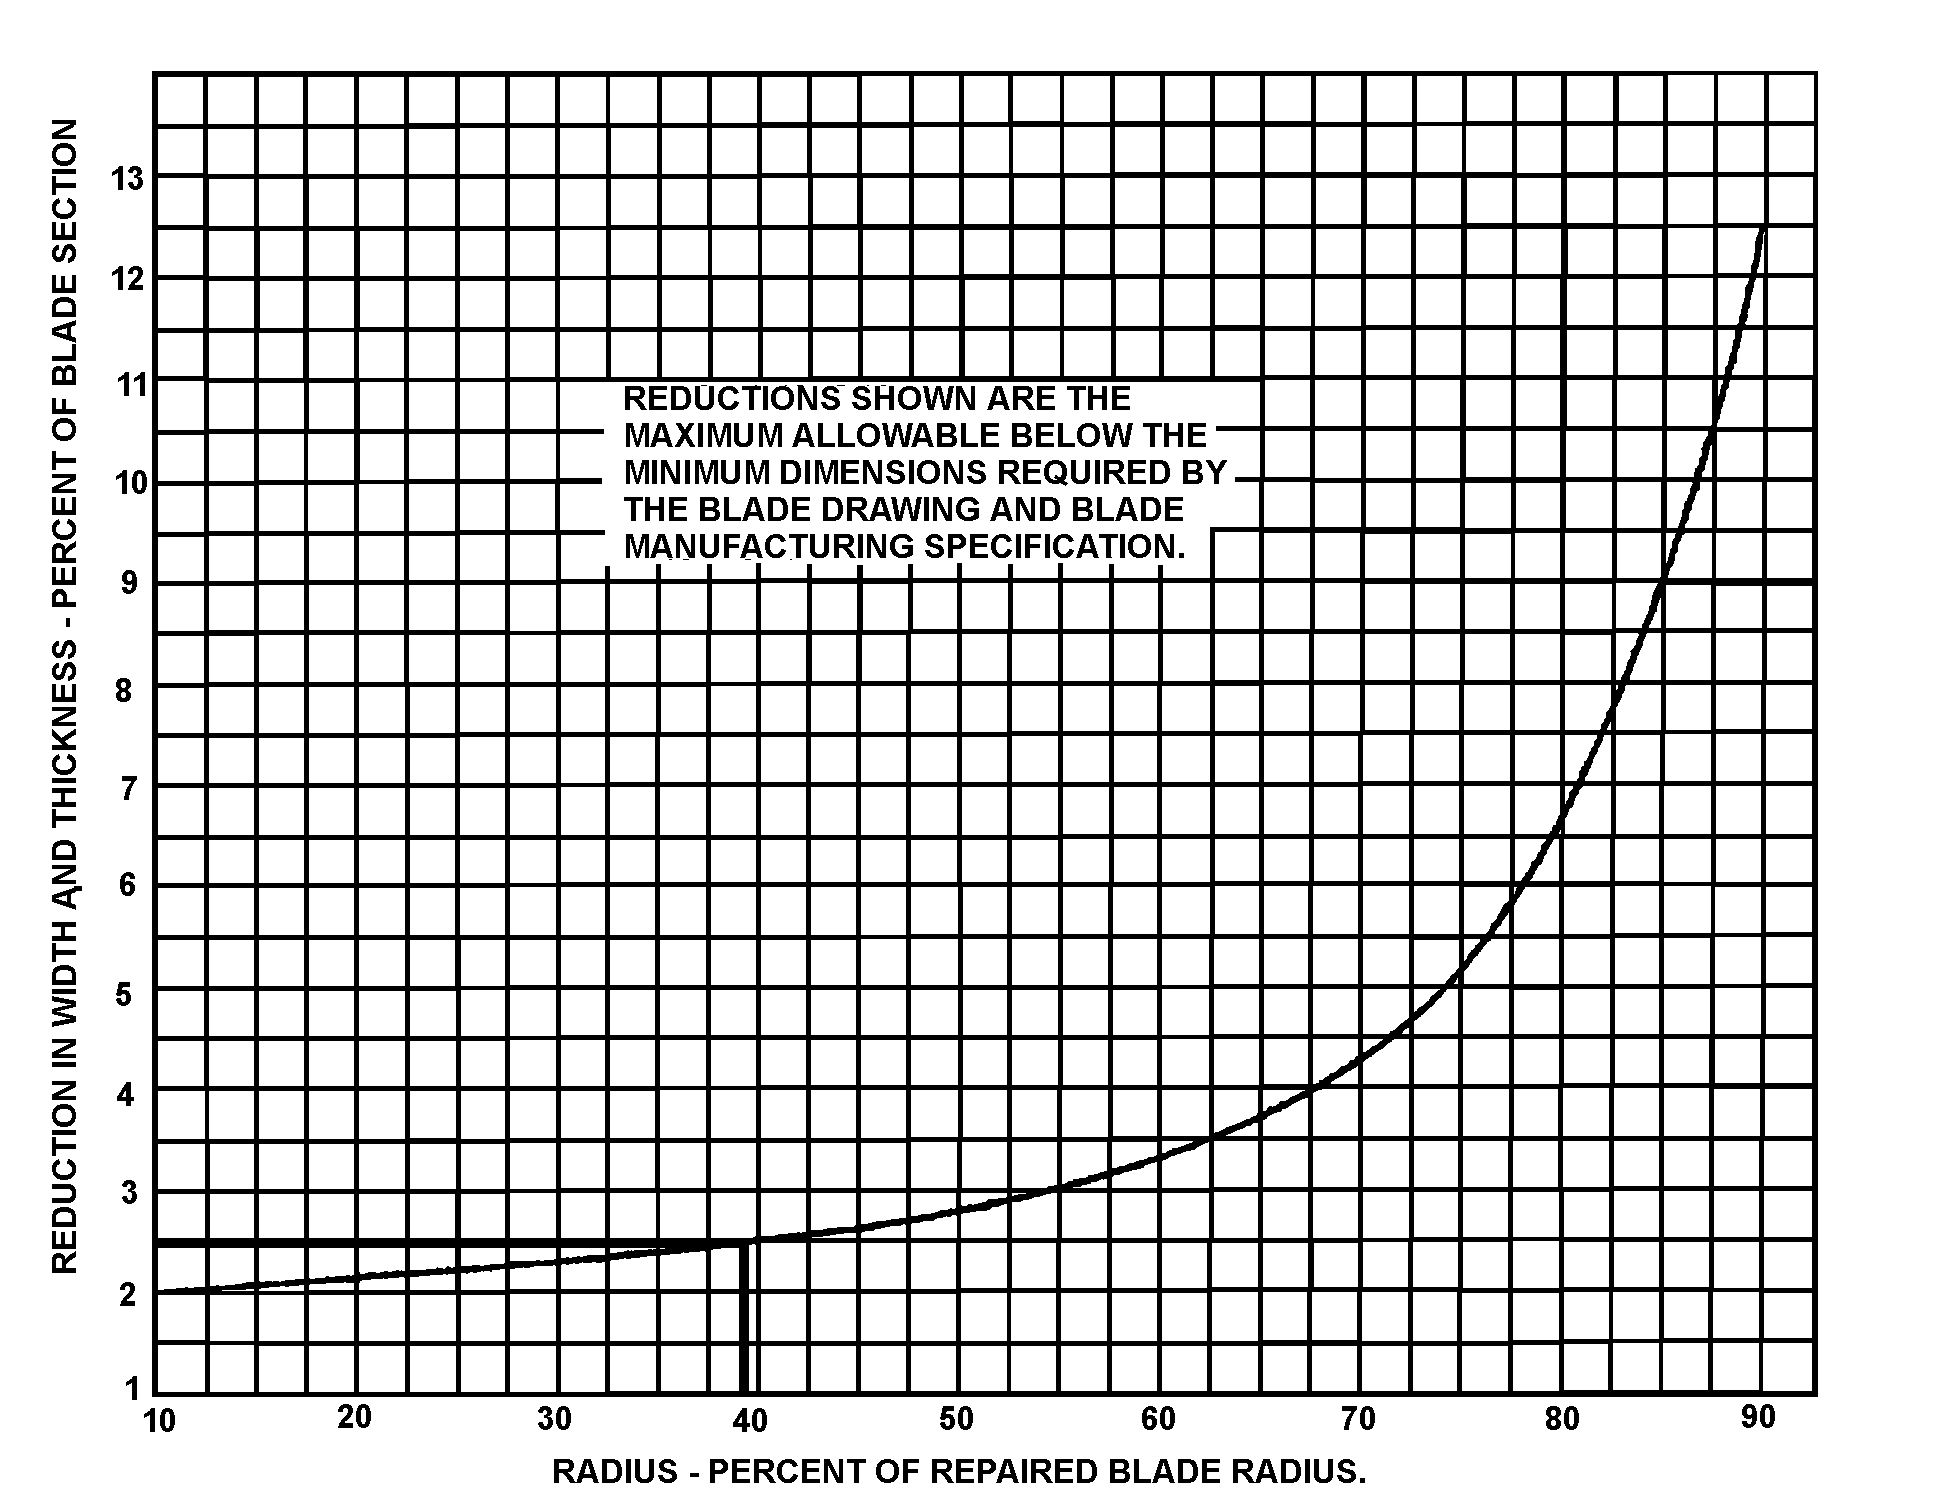 REDUCTION IN WIDTH AND THICKNESS - PERCENT OF BLADE SECTION
13
12
11
10
9
8
7
6
5
4
3
2
1
REDUCTIONS SHOWN ARE THE
MAXIMUM ALLOWABLE BELOW THE
MINIMUM DIMENSIONS REQUIRED BY
THE BLADE DRAWING AND BLADE
MANUFACTURING SPECIFICATION.
10 20 30 40 50 60 70 80 90
RADIUS - PERCENT OF REPAIRED BLADE RADIUS.